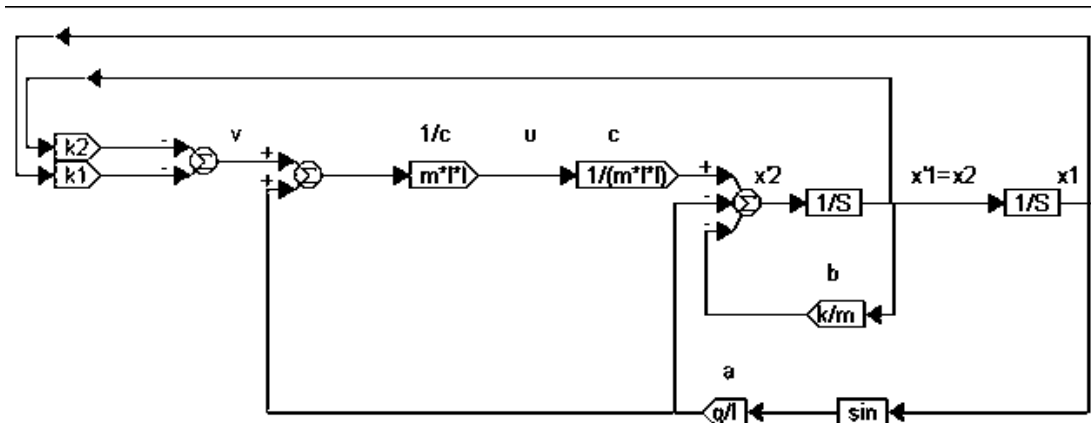 v
1/c
u
c
k2
k1
-
-
Σ
+
+
Σ
m*l*l
1/(m*l*l)
+
-
-
x2
Σ
1/S
x'1=x2
1/S
x1
b
k/m
a
g/l
sin